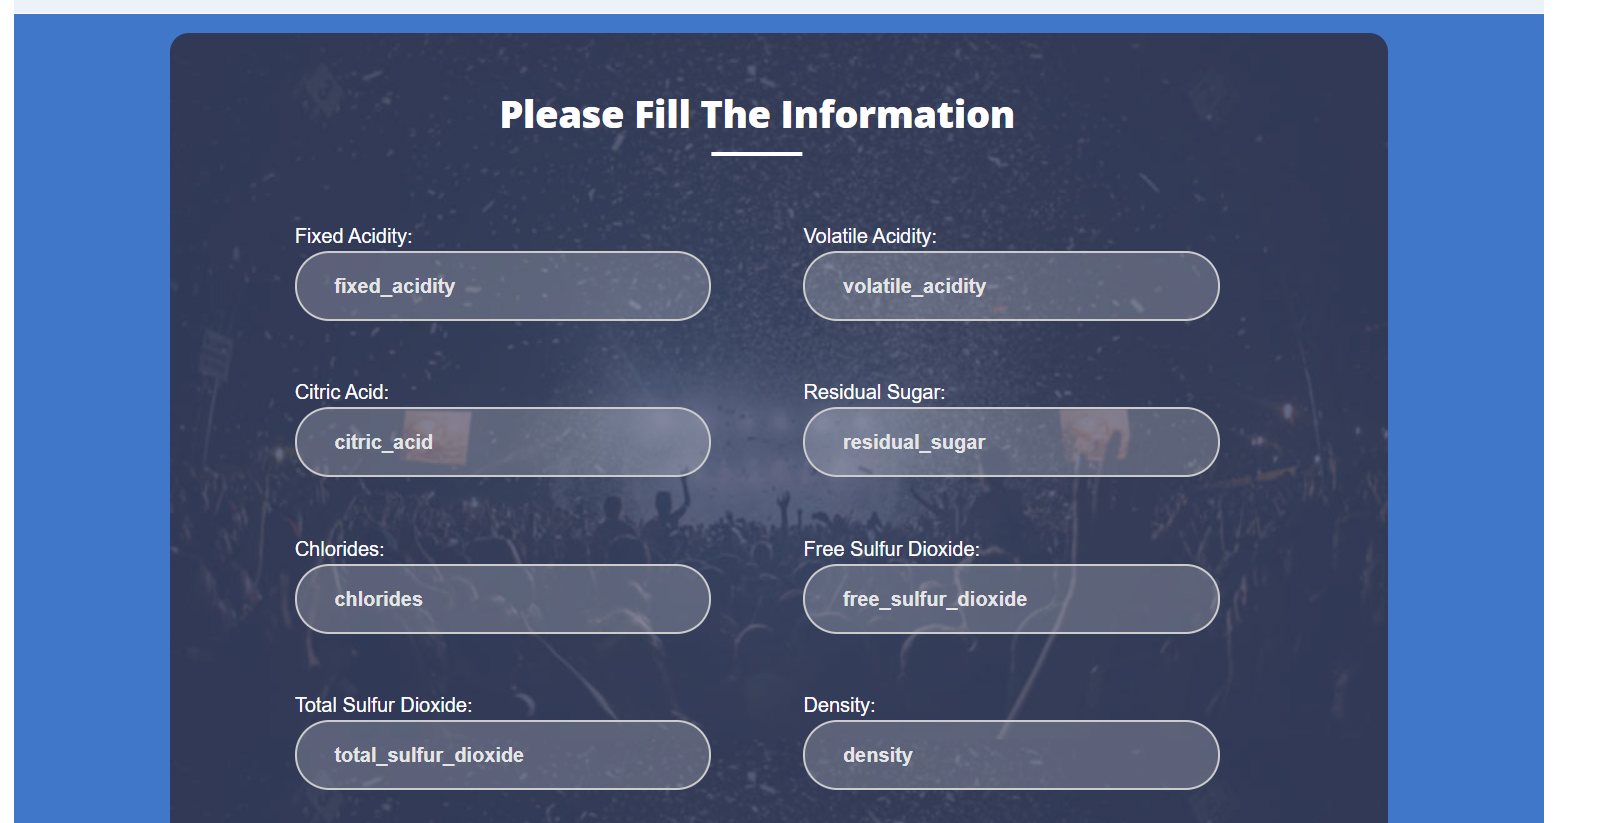 Please Fill The Information
Fixed Acidity:
Volatile Acidity:
fixed_acidity
volatile_acidity
Citric Acid:
Residual Sugar:
citric_acid
residual_sugar
Chlorides:
Free Sulfur Dioxide:
chlorides
free_sulfur_dioxide
Total Sulfur Dioxide:
Density:
total_sulfur_dioxide
density